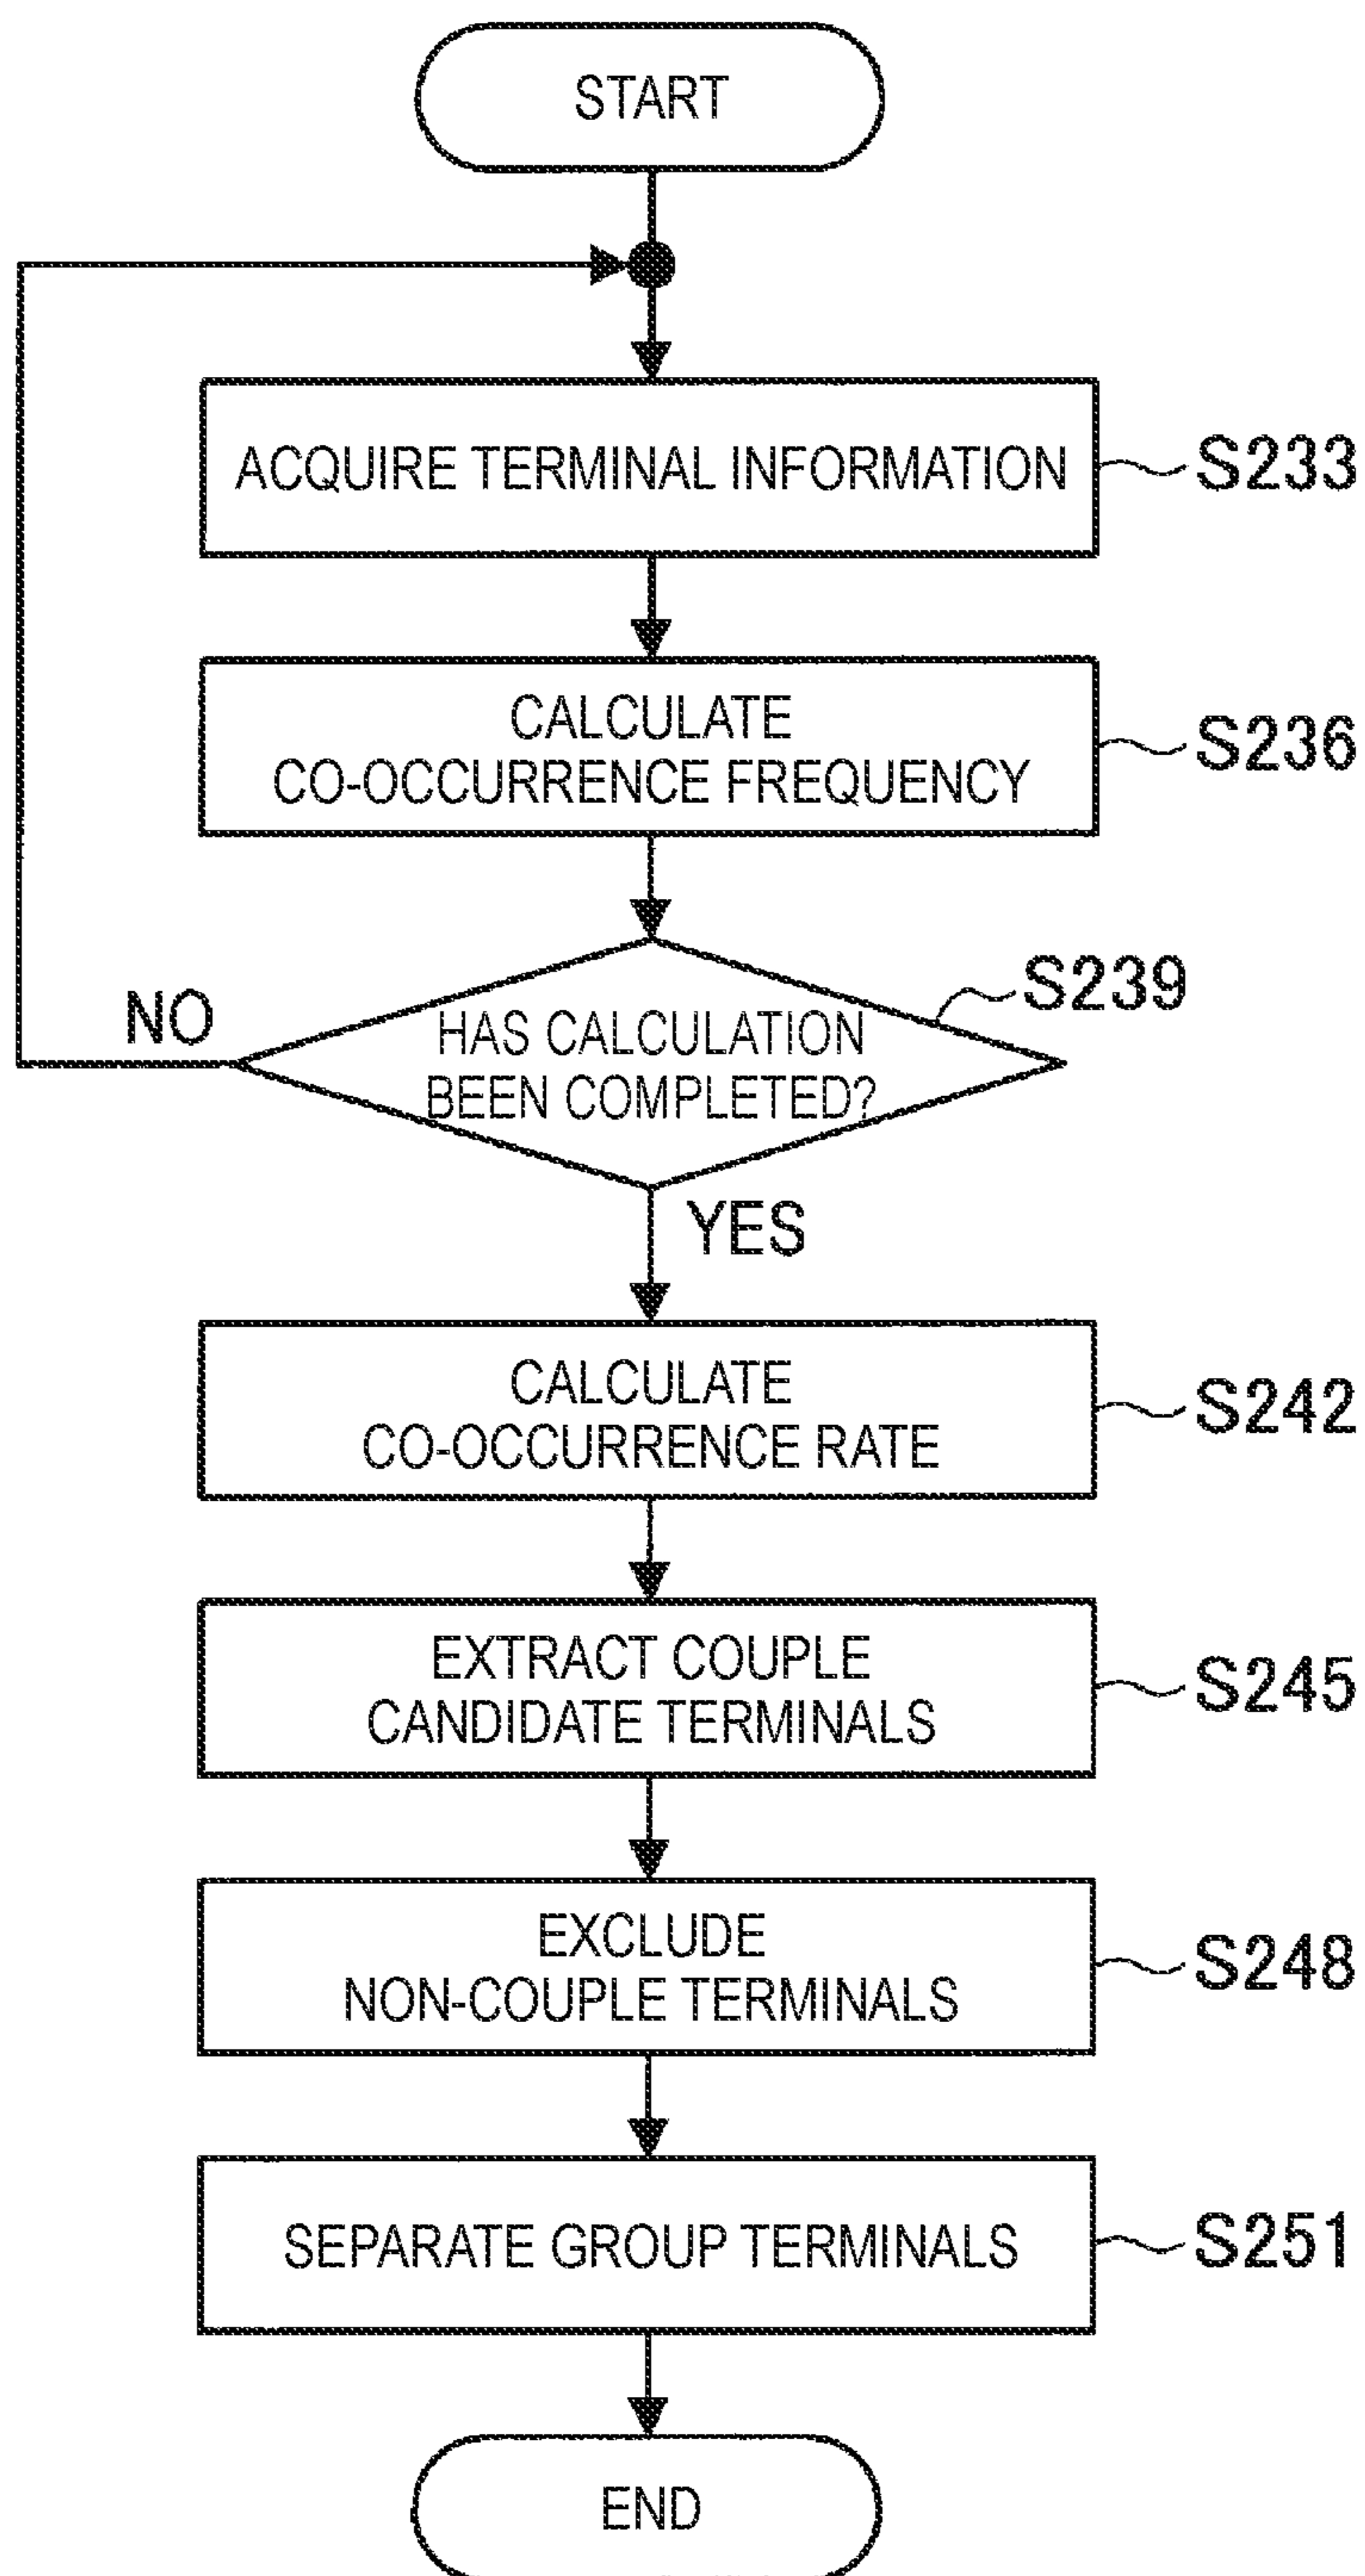 START
ACQUIRE TERMINAL INFORMATION
S233
CALCULATE
CO-OCCURRENCE FREQUENCY
S236
S239
NO
HAS CALCULATION
BEEN COMPLETED?
YES
CALCULATE
CO-OCCURRENCE RATE
S242
EXTRACT COUPLE
CANDIDATE TERMINALS
S245
EXCLUDE
NON-COUPLE TERMINALS
S248
SEPARATE GROUP TERMINALS
S251
END